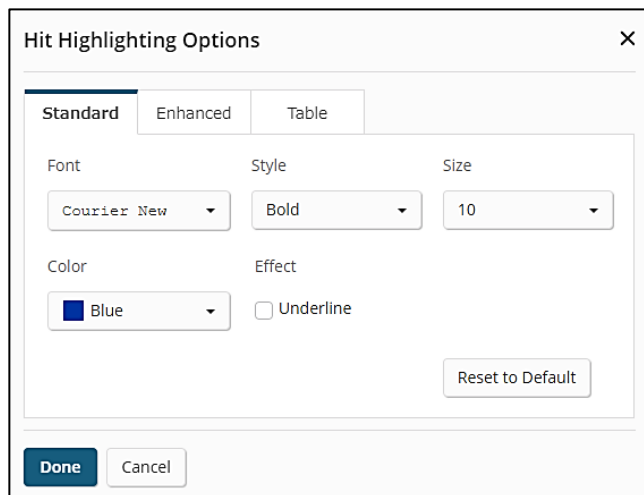 Hit Highlighting Options
Standard Enhanced Table
Font Style Size
Courier New Bold 10
Color Effect
Blue Underline
Reset to Default
Done Cancel